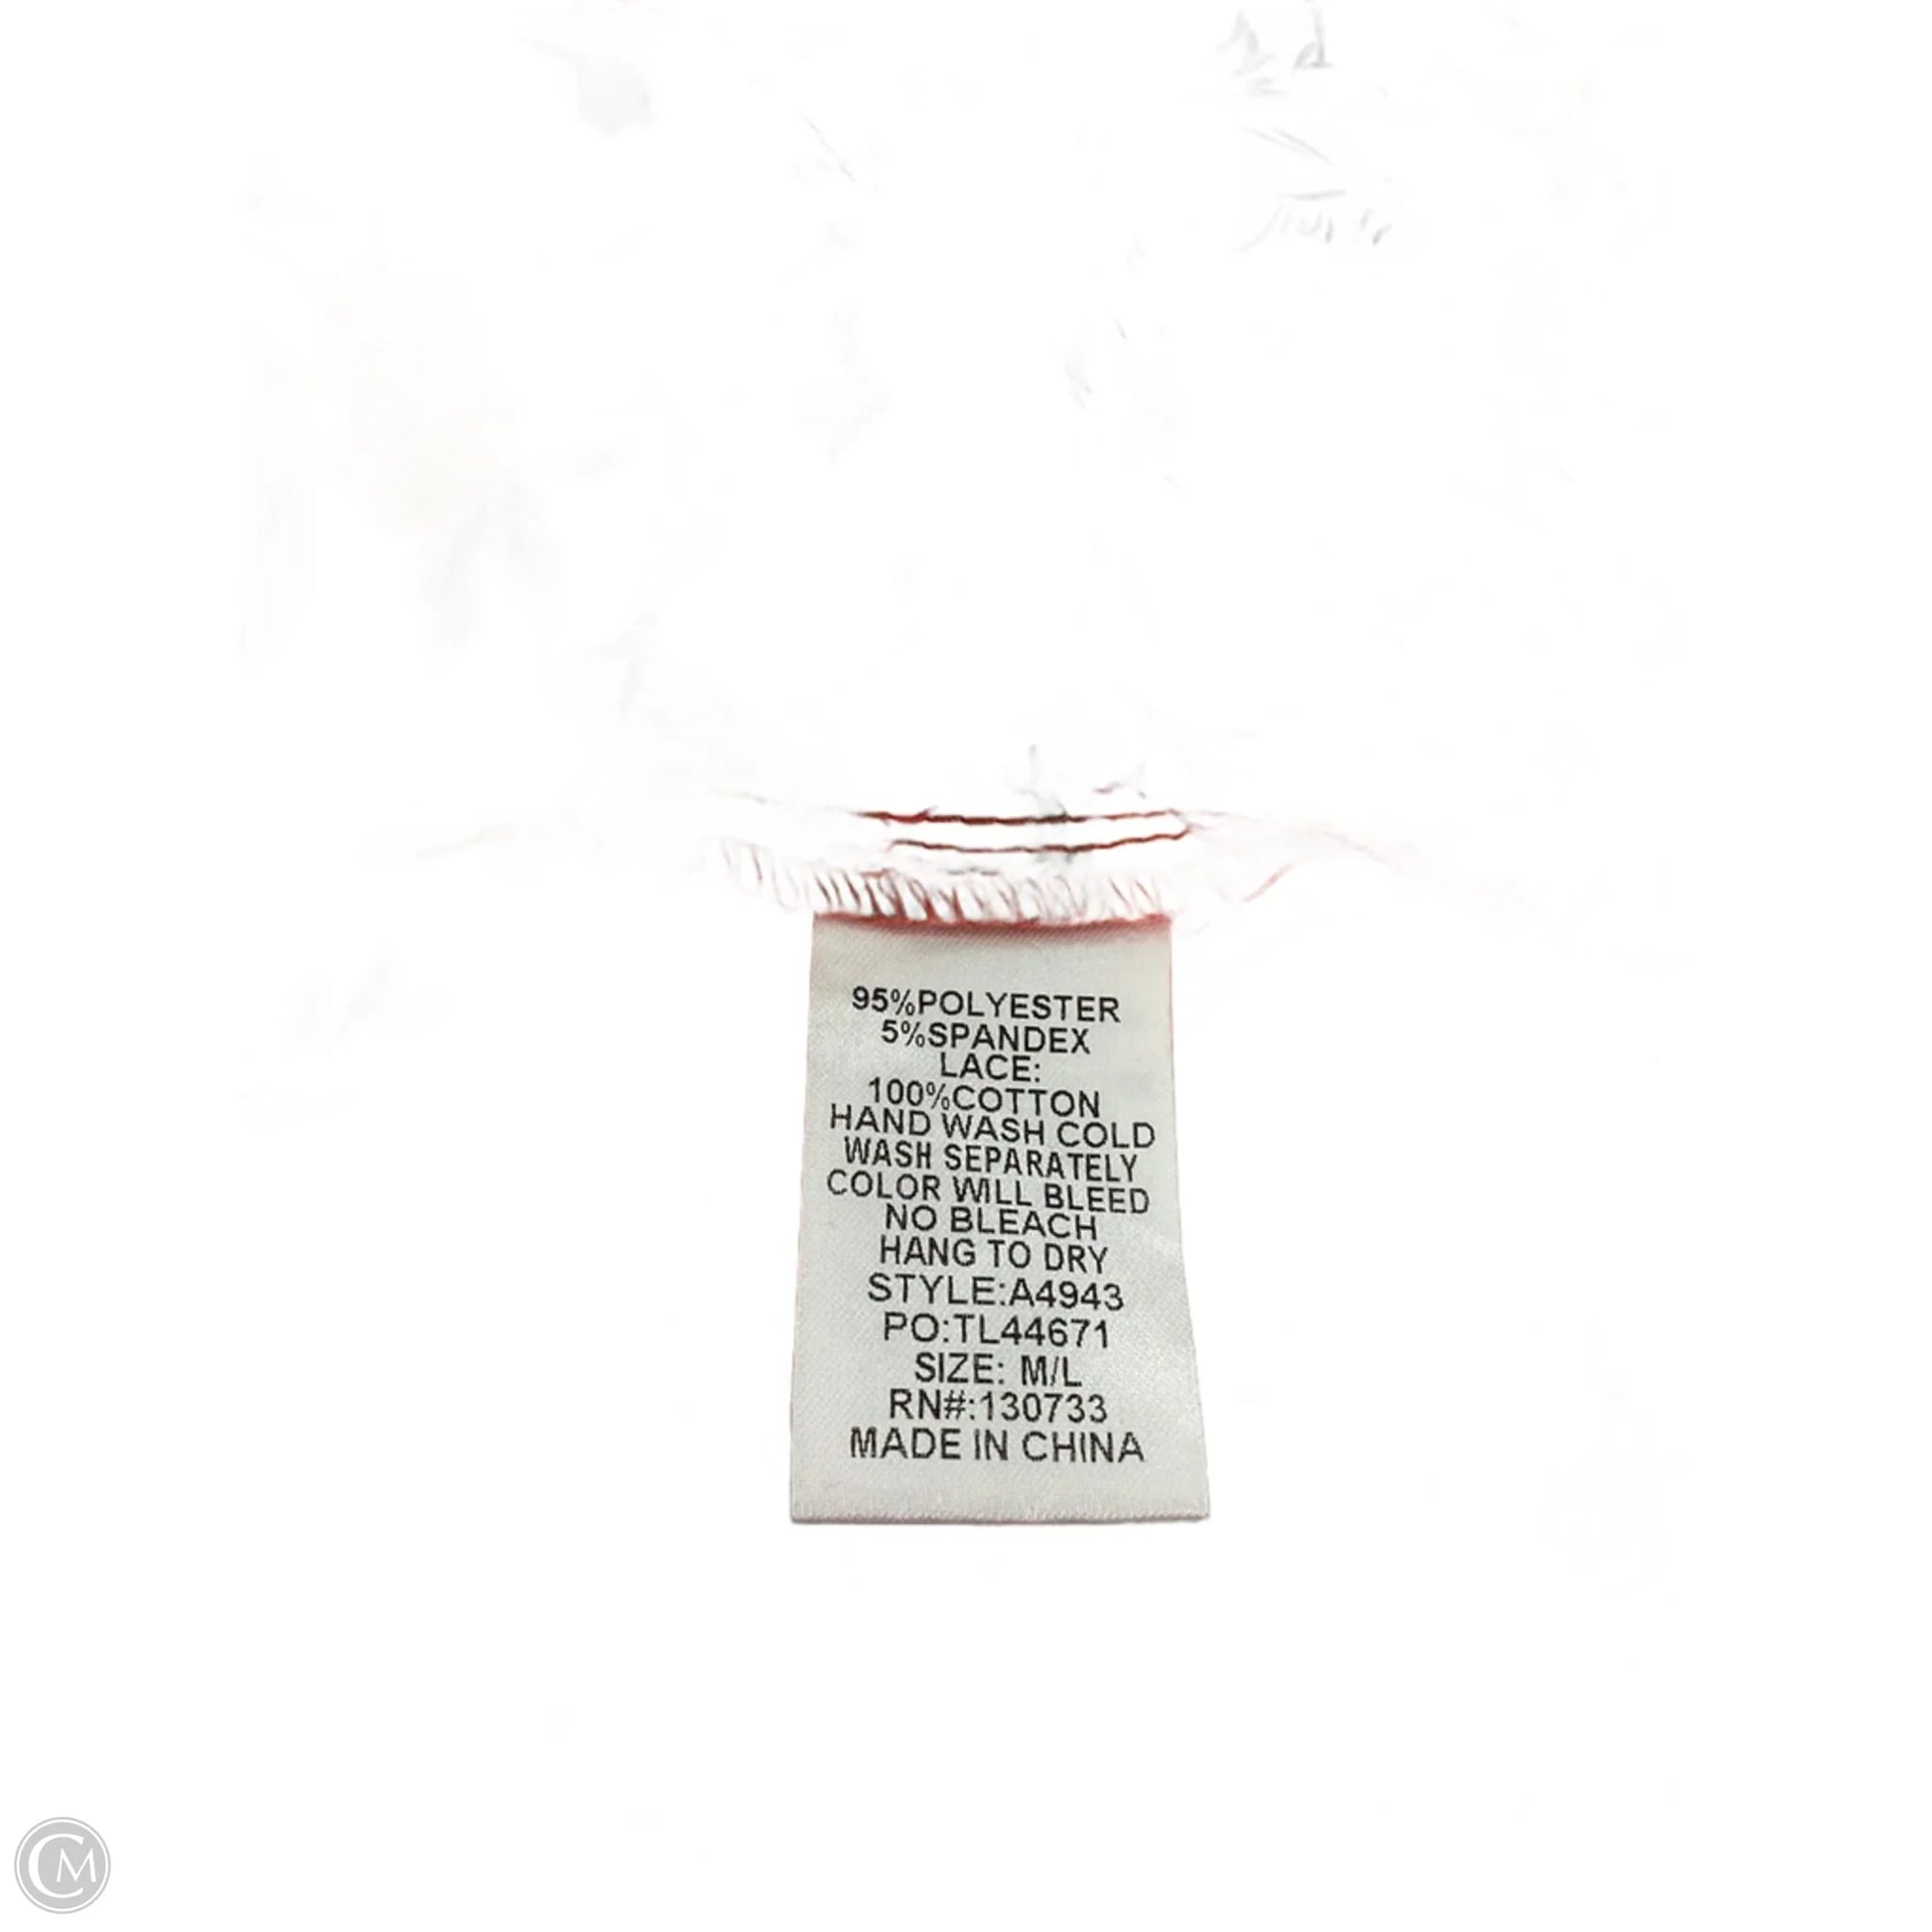 95%POLYESTER
5%SPANDEX
LACE:
100%COTTON
HAND WASH COLD
WASH SEPARATELY
COLOR WILL BLEED
NO BLEACH
HANG TO DRY
STYLE:A4943
PO:TL44671
SIZE: M/L
RN#:130733
MADE IN CHINA
CM